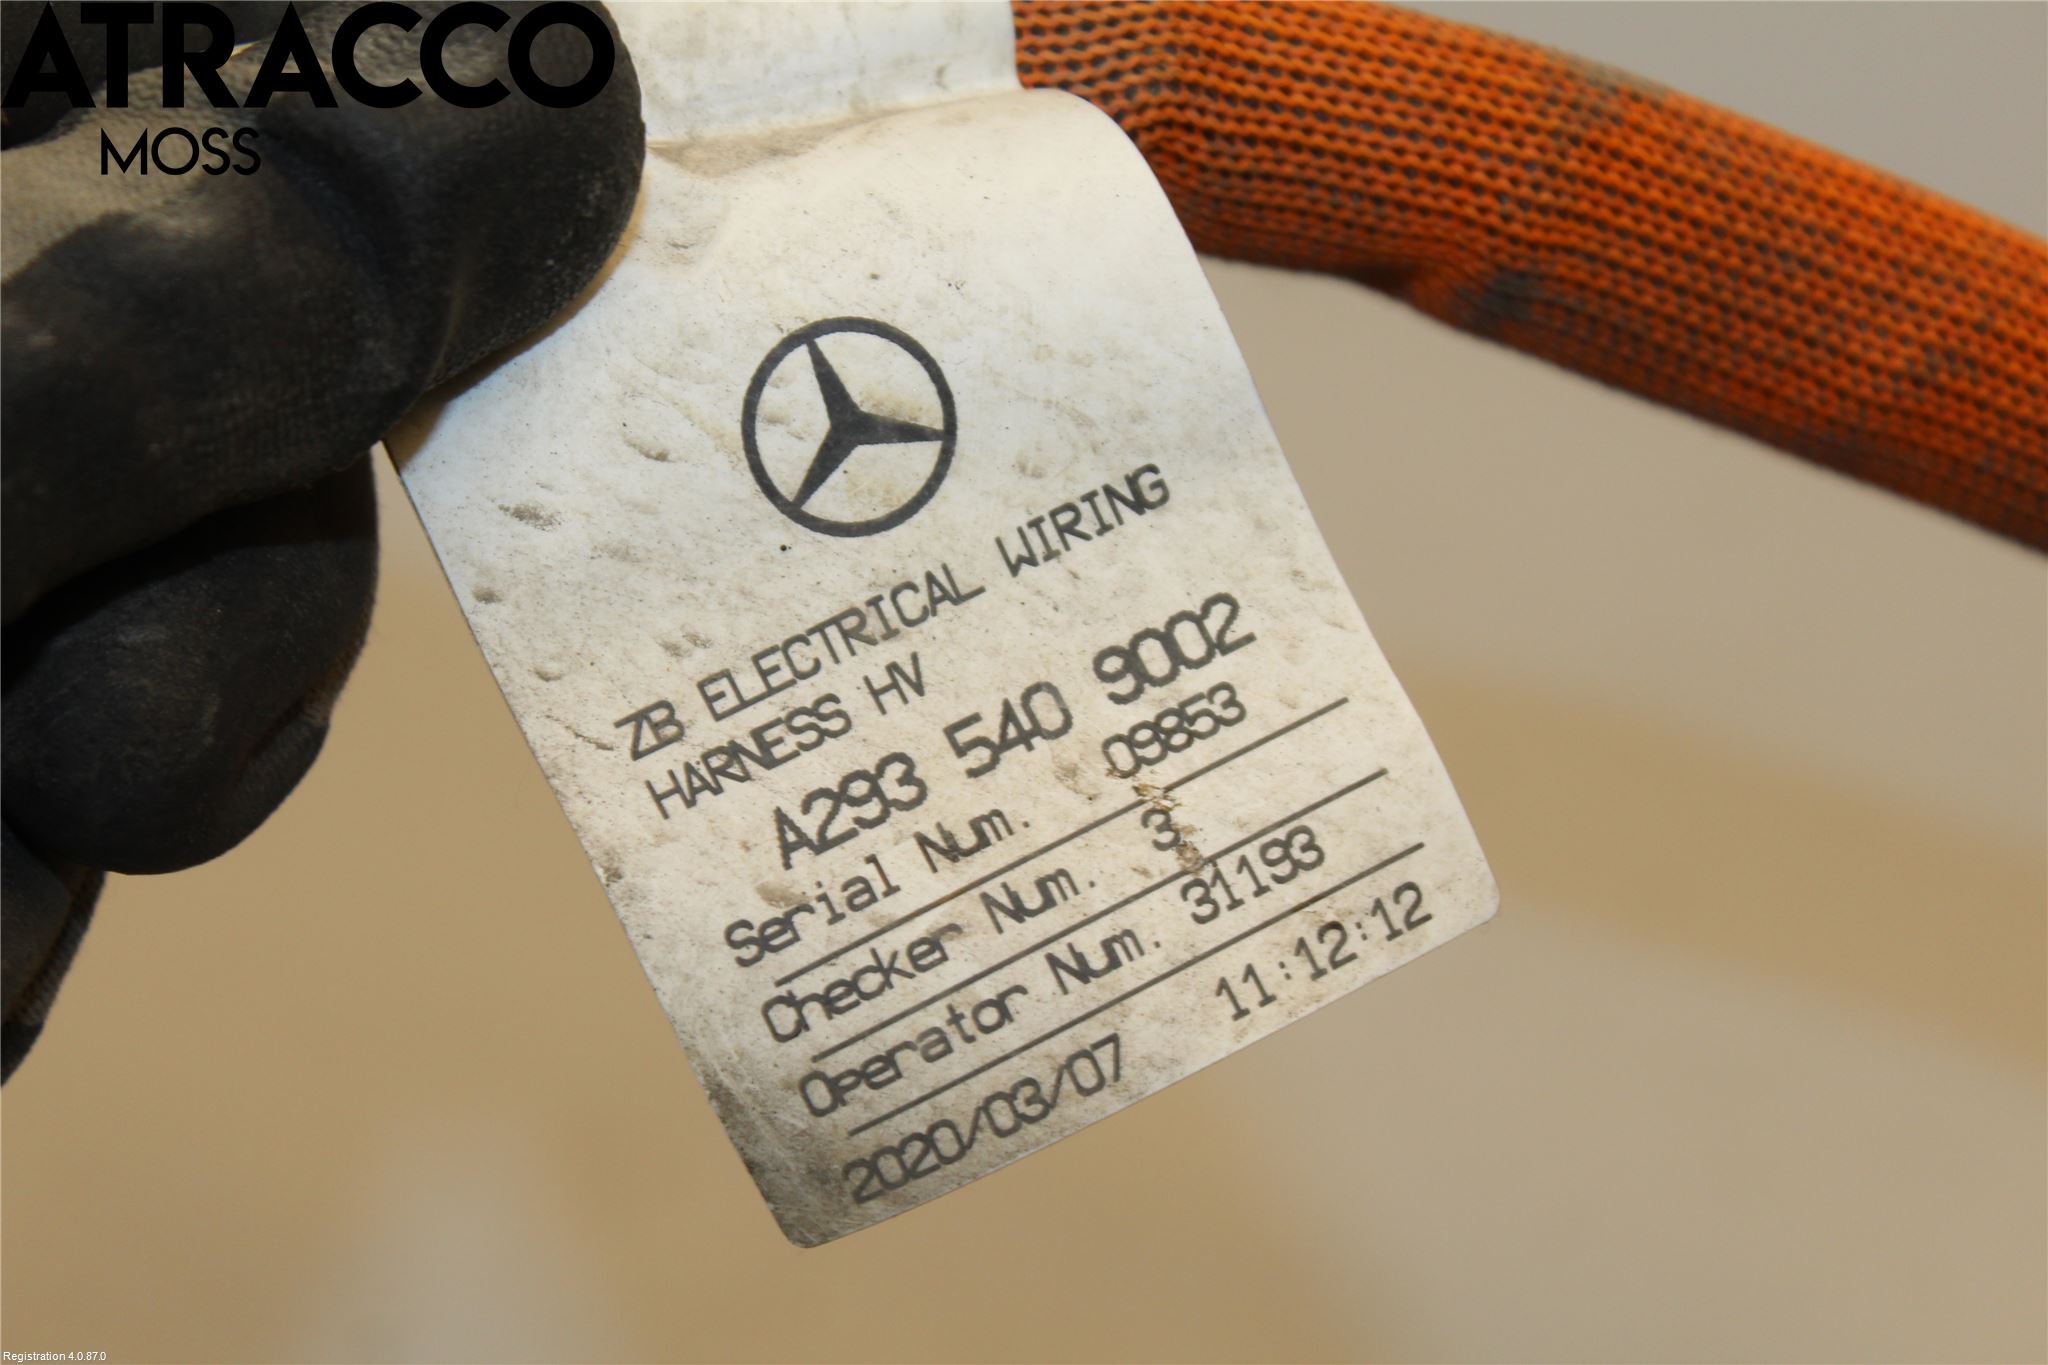 ATRACCO
MOSS
ZB ELECTRICAL WIRING
HARNESS HV
A293 540 9002
Serial Num. 09853
Checker Num. 3
Operator Num. 31193
2020/03/07 11:12:12
Registration 4.0.87.0